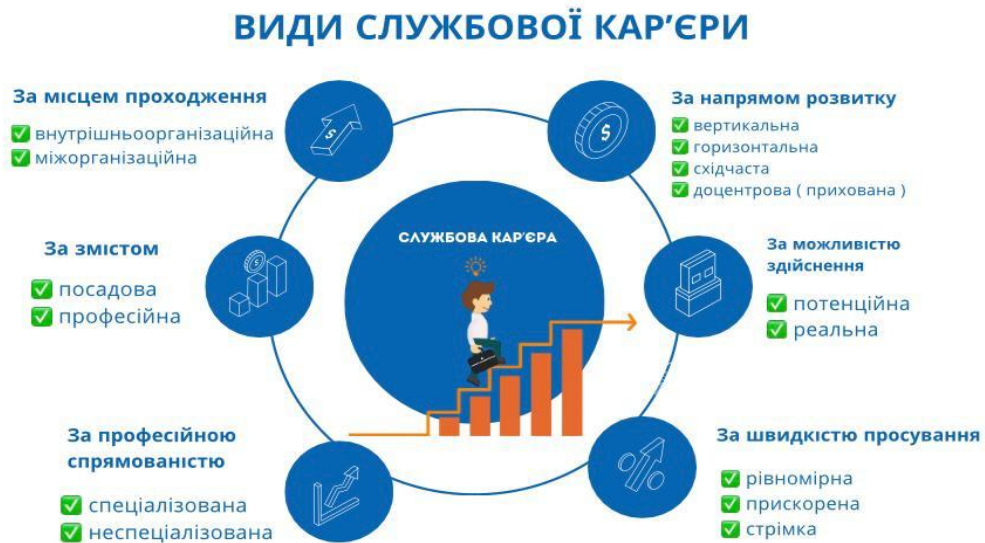 ВИДИ СЛУЖБОВОЇ КАР’ЄРИ
За місцем проходження
✅ внутрішньоорганізаційна
✅ міжорганізаційна
За напрямом розвитку
✅ вертикальна
✅ горизонтальна
✅ східчаста
✅ доцентрова ( прихована )
СЛУЖБОВА КАР’ЄРА
За змістом
✅ посадова
✅ професійна
За можливістю
здійснення
✅ потенційна
✅ реальна
За професійною
спрямованістю
✅ спеціалізована
✅ неспеціалізована
За швидкістю просування
✅ рівномірна
✅ прискорена
✅ стрімка
$
$
$